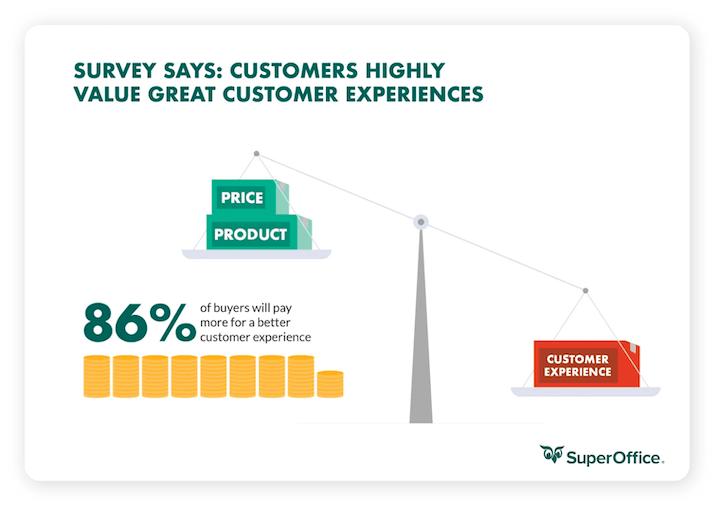 SURVEY SAYS: CUSTOMERS HIGHLY
VALUE GREAT CUSTOMER EXPERIENCES
PRICE
PRODUCT
86%
of buyers will pay
more for a better
customer experience
CUSTOMER
EXPERIENCE
SuperOffice